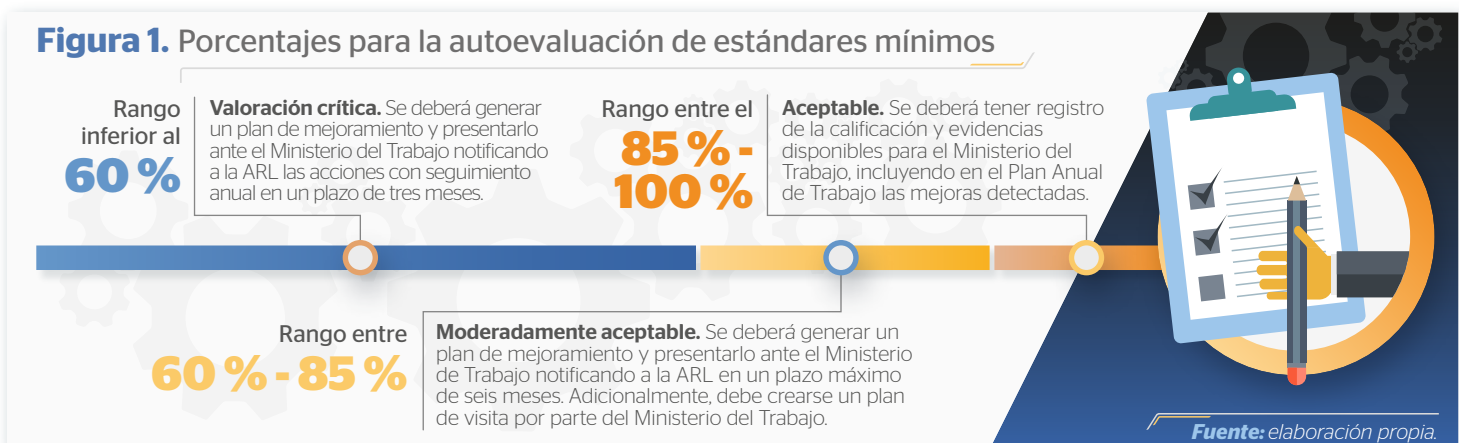 Figura 1. Porcentajes para la autoevaluación de estándares mínimos
Rango
inferior al
60 %
Valoración crítica. Se deberá generar
un plan de mejoramiento y presentarlo
ante el Ministerio del Trabajo notificando
a la ARL las acciones con seguimiento
anual en un plazo de tres meses.
Rango entre el
85 % -
100 %
Aceptable. Se deberá tener registro
de la calificación y evidencias
disponibles para el Ministerio del
Trabajo, incluyendo en el Plan Anual
de Trabajo las mejoras detectadas.
Rango entre
60 % - 85 %
Moderadamente aceptable. Se deberá generar un
plan de mejoramiento y presentarlo ante el Ministerio
de Trabajo notificando a la ARL en un plazo máximo
de seis meses. Adicionalmente, debe crearse un plan
de visita por parte del Ministerio del Trabajo.
Fuente: elaboración propia.